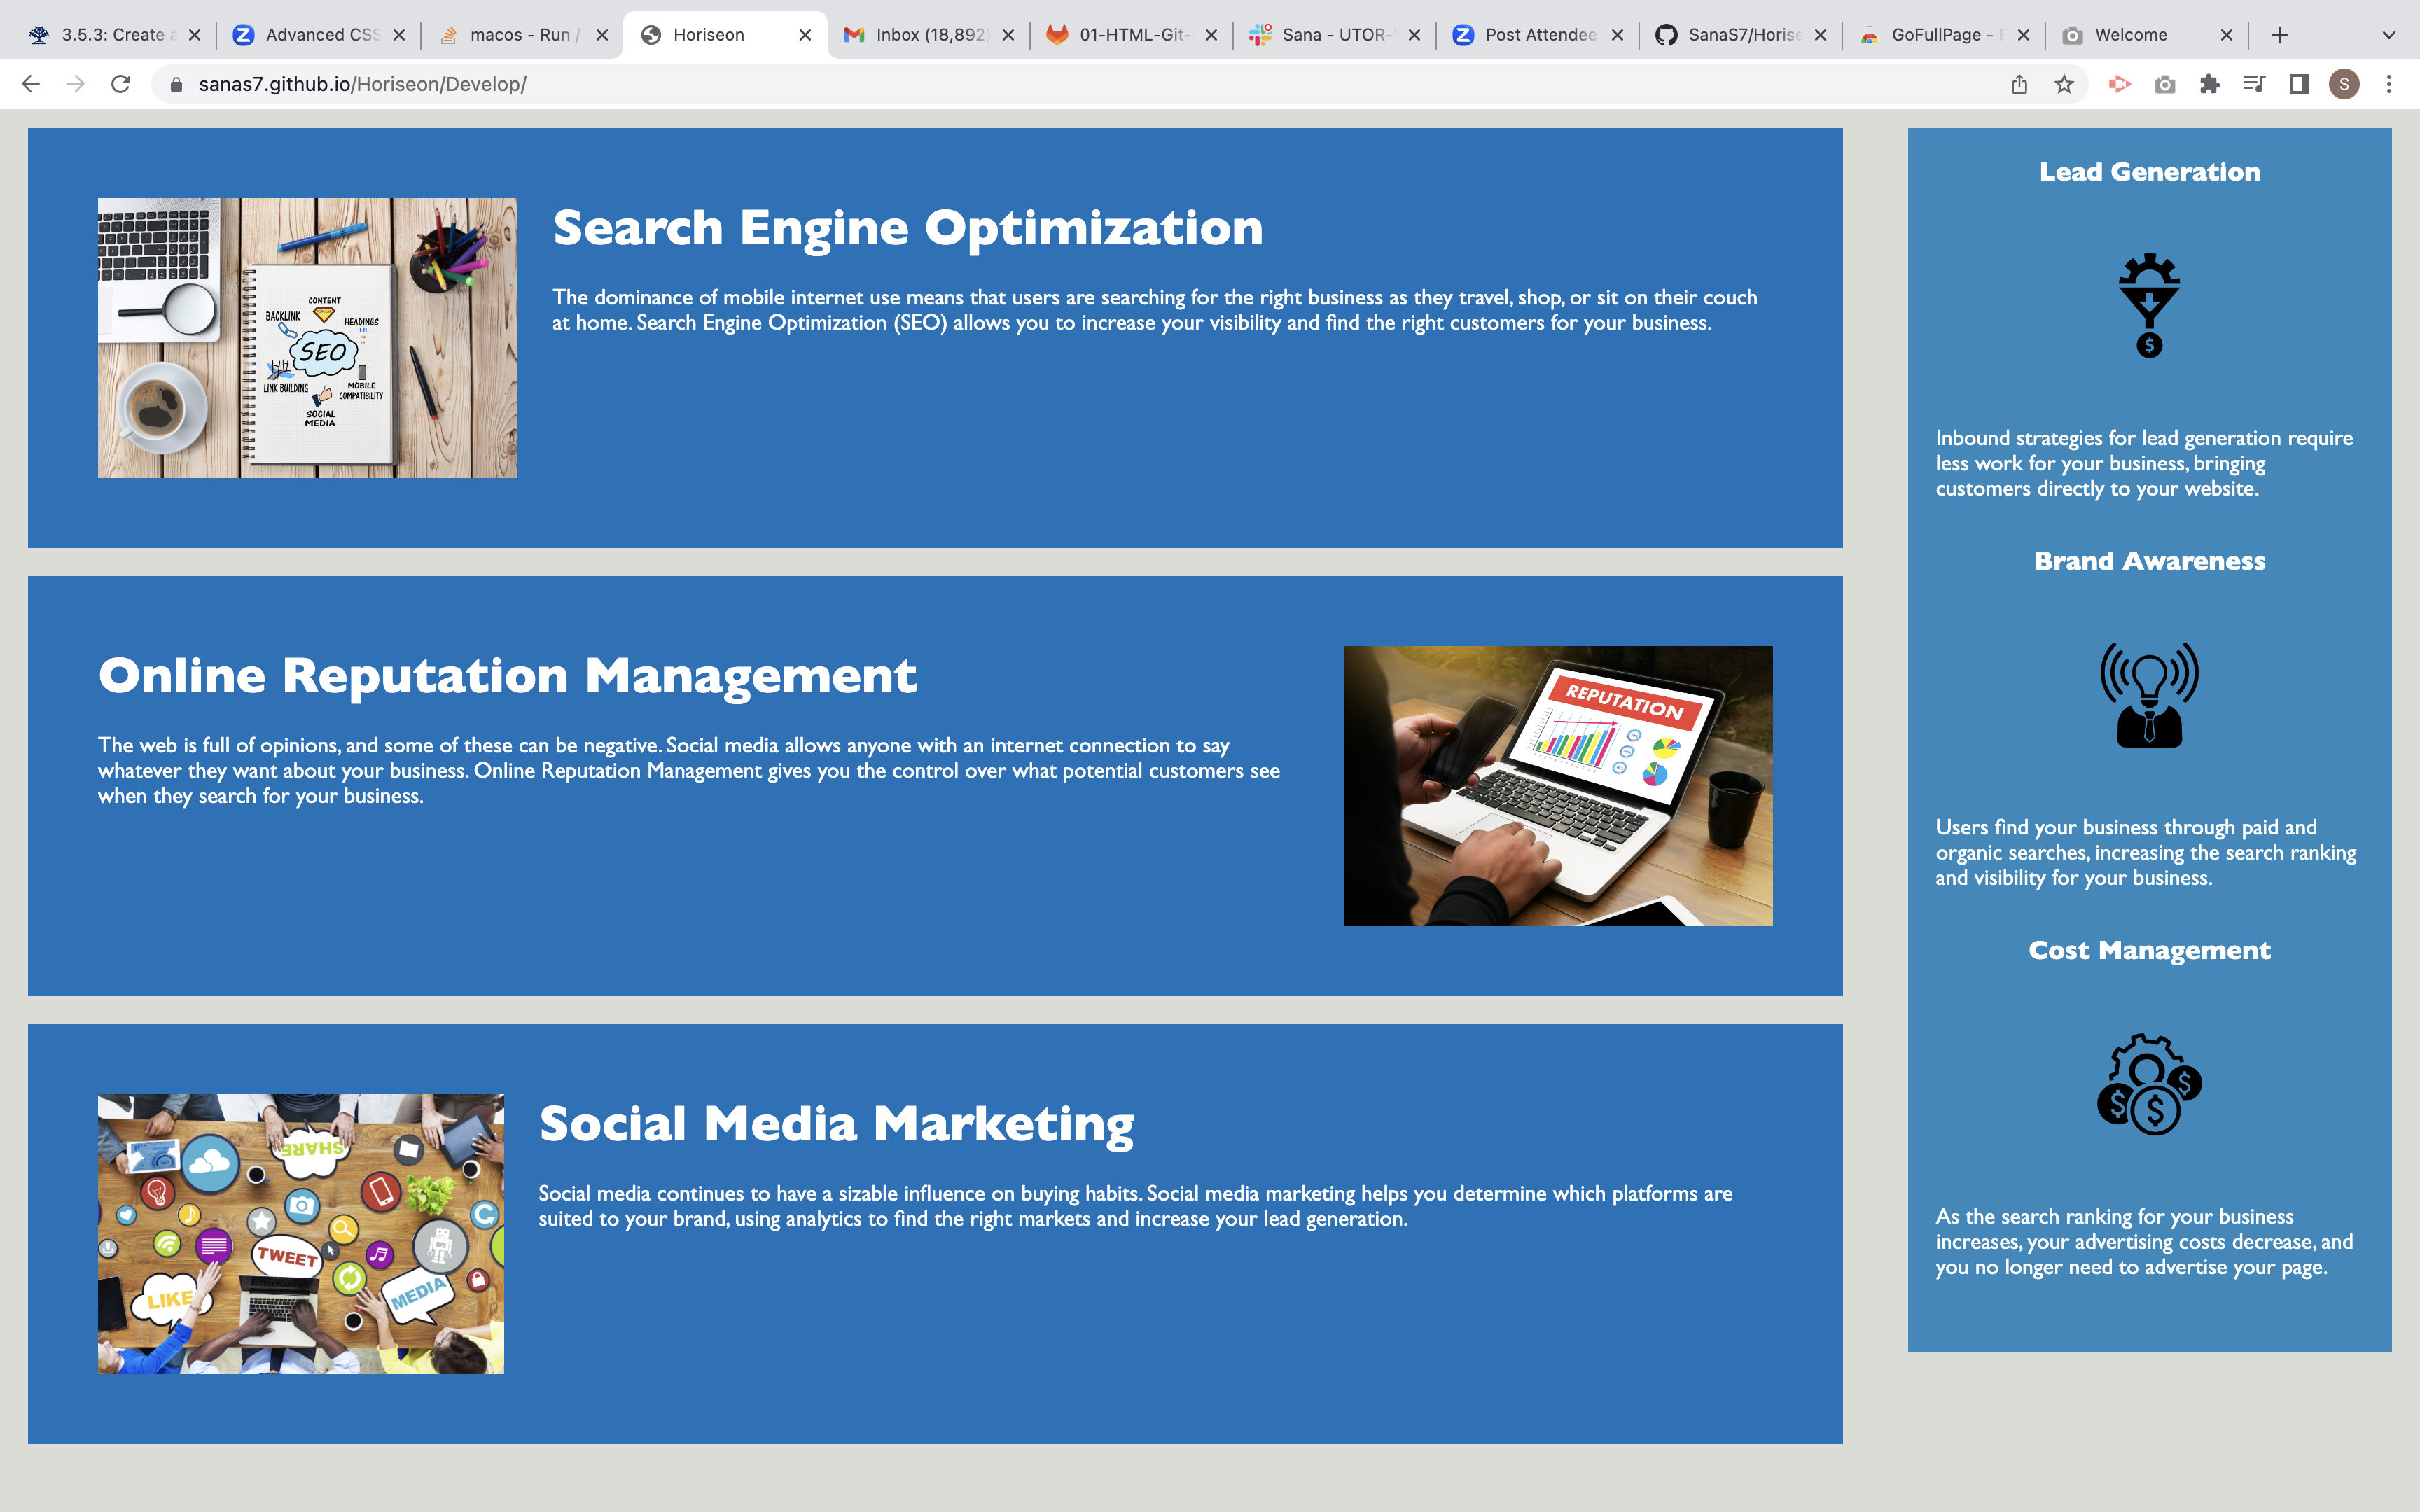 3.5.3: Create a
Advanced CSS
macos - Run /
Horiseon
Inbox (18,892)
01-HTML-Git-
Sana - UTOR-
Post Attendee
SanaS7/Horise
GoFullPage -
Welcome
sanas7.github.io/Horiseon/Develop/
S
CONTENT
BACKLINK
HEADINGS
SEO
LINK BUILDING
MOBILE
COMPATIBILITY
SOCIAL
MEDIA
Search Engine Optimization
The dominance of mobile internet use means that users are searching for the right business as they travel, shop, or sit on their couch
at home. Search Engine Optimization (SEO) allows you to increase your visibility and find the right customers for your business.
Online Reputation Management
The web is full of opinions, and some of these can be negative. Social media allows anyone with an internet connection to say
whatever they want about your business. Online Reputation Management gives you the control over what potential customers see
when they search for your business.
REPUTATION
SHARE
TWEET
LIKE
MEDIA
Social Media Marketing
Social media continues to have a sizable influence on buying habits. Social media marketing helps you determine which platforms are
suited to your brand, using analytics to find the right markets and increase your lead generation.
Lead Generation
$
Inbound strategies for lead generation require
less work for your business, bringing
customers directly to your website.
Brand Awareness
Users find your business through paid and
organic searches, increasing the search ranking
and visibility for your business.
Cost Management
$ $ $
As the search ranking for your business
increases, your advertising costs decrease, and
you no longer need to advertise your page.